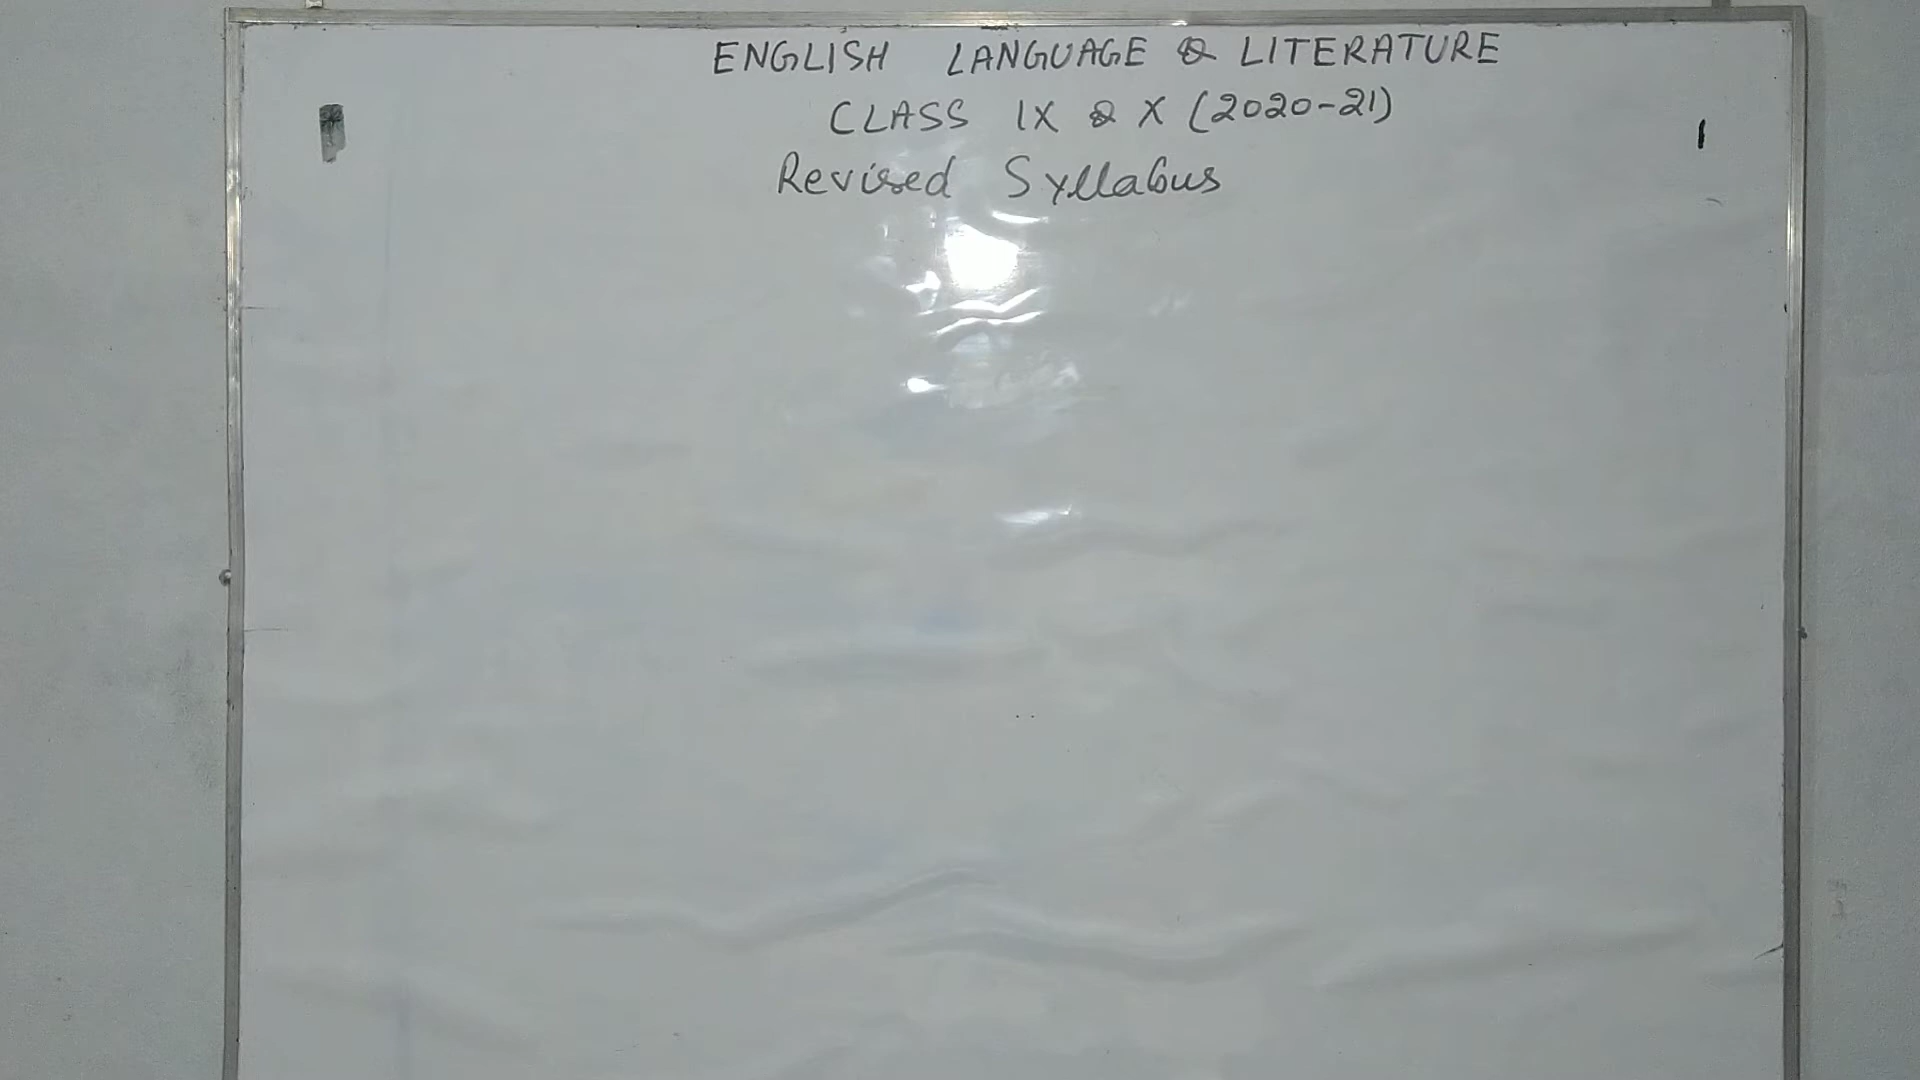 ENGLISH LANGUAGE & LITERATURE
CLASS IX & X (2020-21)
Revised Syllabus